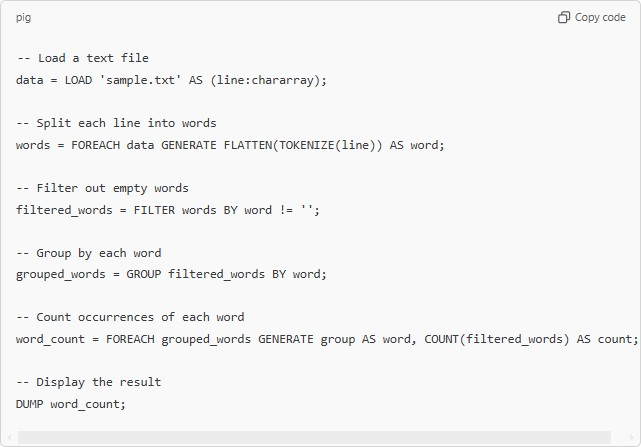 pig
Copy code
-- Load a text file
data = LOAD 'sample.txt' AS (line:chararray);
-- Split each line into words
words = FOREACH data GENERATE FLATTEN(TOKENIZE(line)) AS word;
-- Filter out empty words
filtered_words = FILTER words BY word != '';
-- Group by each word
grouped_words = GROUP filtered_words BY word;
-- Count occurrences of each word
word_count = FOREACH grouped_words GENERATE group AS word, COUNT(filtered_words) AS count;
-- Display the result
DUMP word_count;